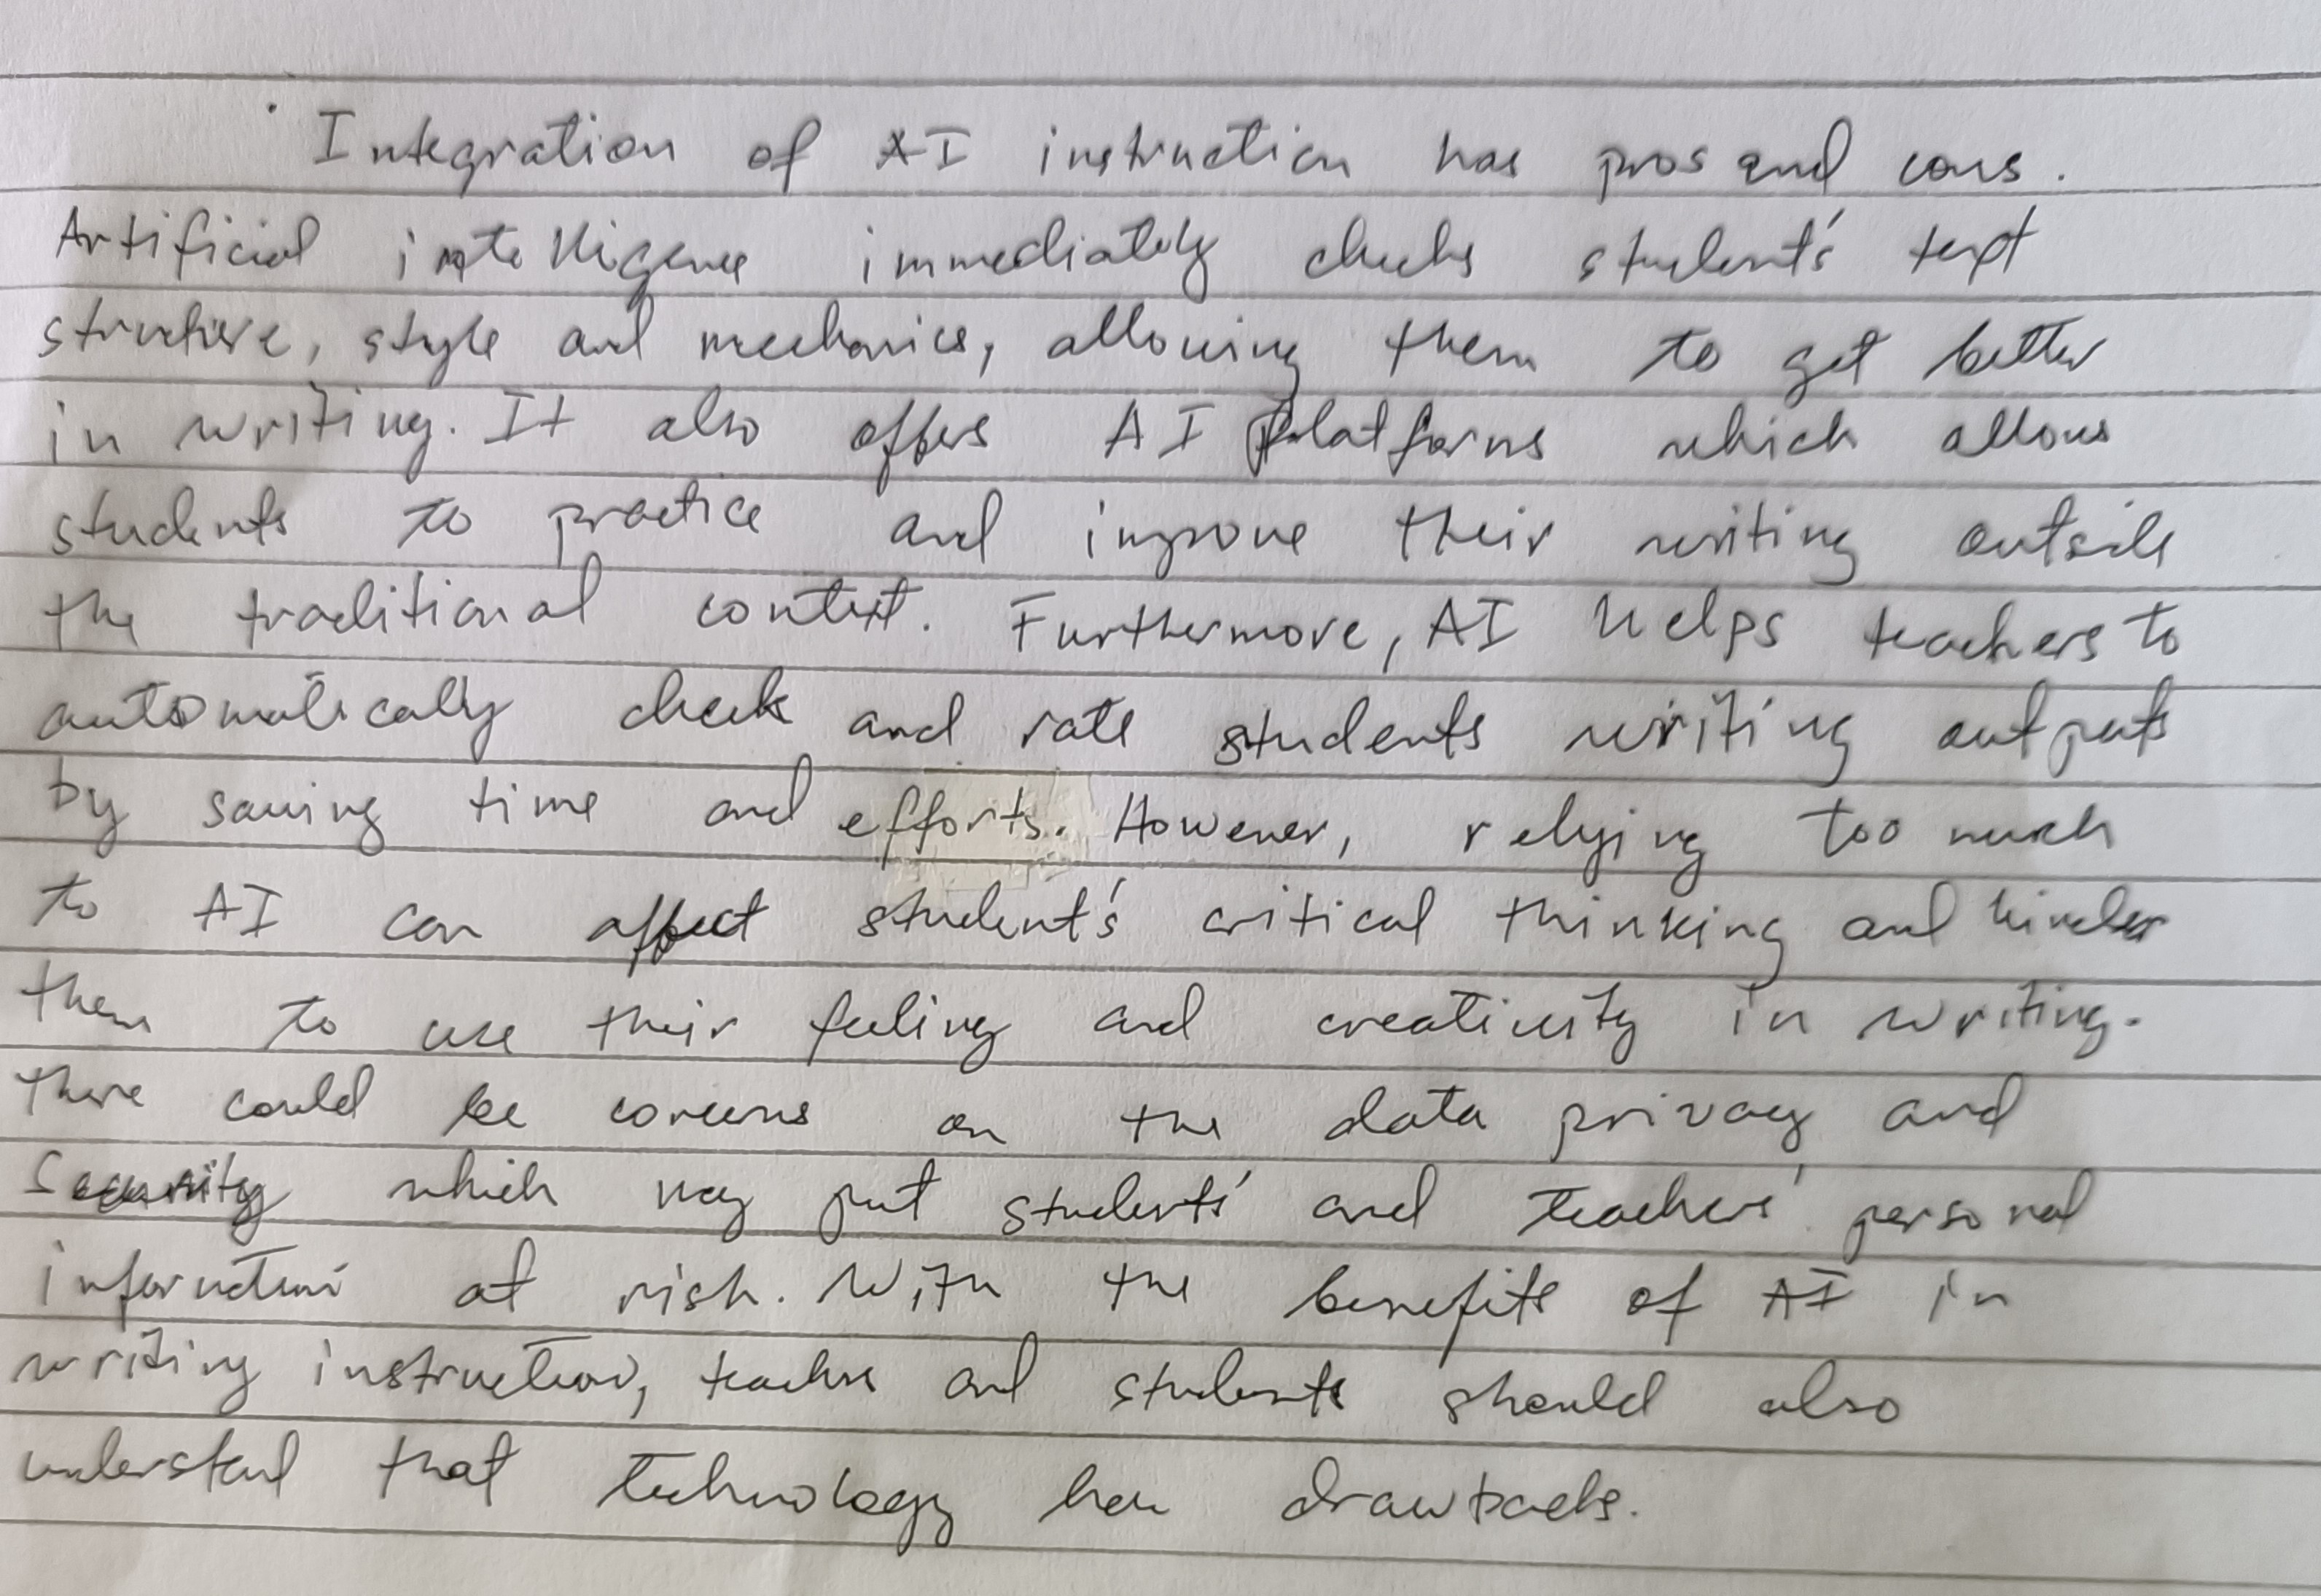 Integration of AI instruction has pros and cons.
Artificial intelligence immediately checks student's text
structure, style and mechanics, allowing them to get better
in writing. It also offers AI platforms which allows
students to practice and improve their writing outside
the traditional context. Furthermore, AI helps teachers to
automatically check and rate students writing outputs
by saving time and efforts. However, relying too much
to AI can affect student's critical thinking and hinder
them to use their feeling and creativity in writing.
There could be concerns on the data privacy and
security which may put students' and teachers' personal
information at risk. With the benefits of AI in
writing instruction, teachers and students should also
understand that technology has drawbacks.